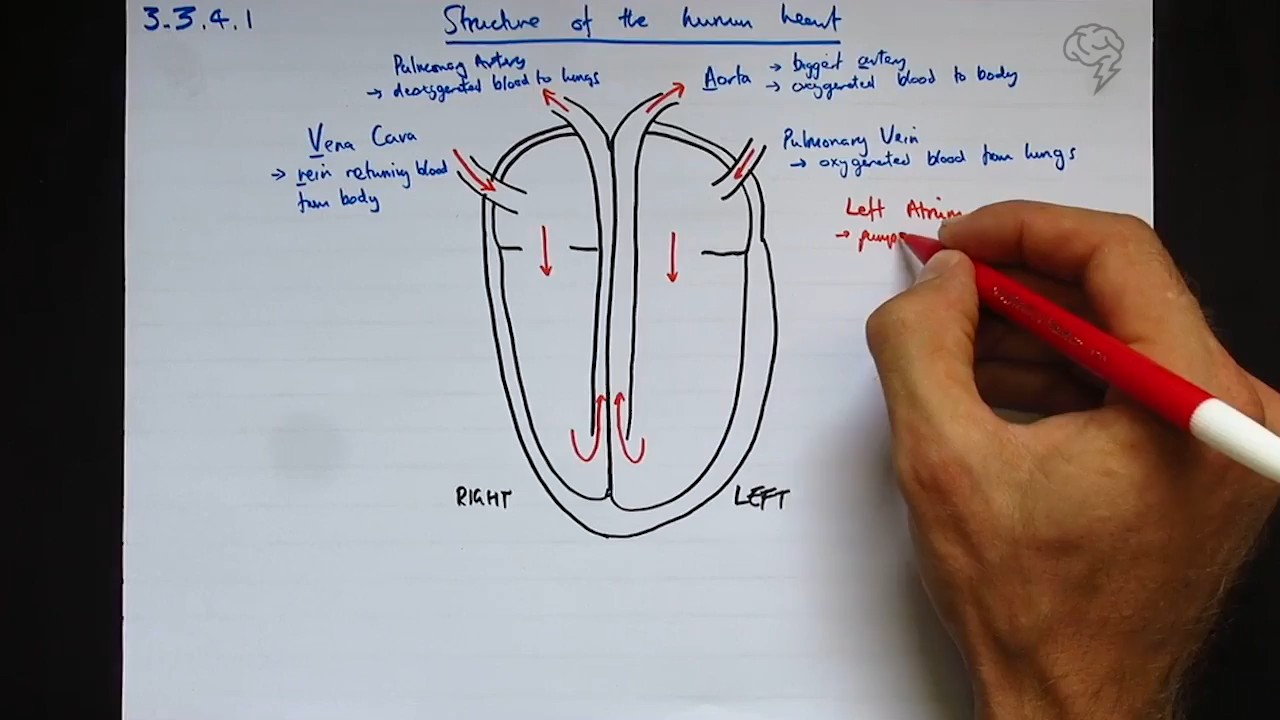 3.3.4.1
Structure of the human heart
Pulmonary Artery
→ deoxygenated blood to lungs
Aorta
→ biggest artery
→ oxygenated blood to body
Vena Cava
→ vein returning blood
from body
Pulmonary Vein
→ oxygenated blood from lungs
Left Atrium
→ pump
RIGHT
LEFT